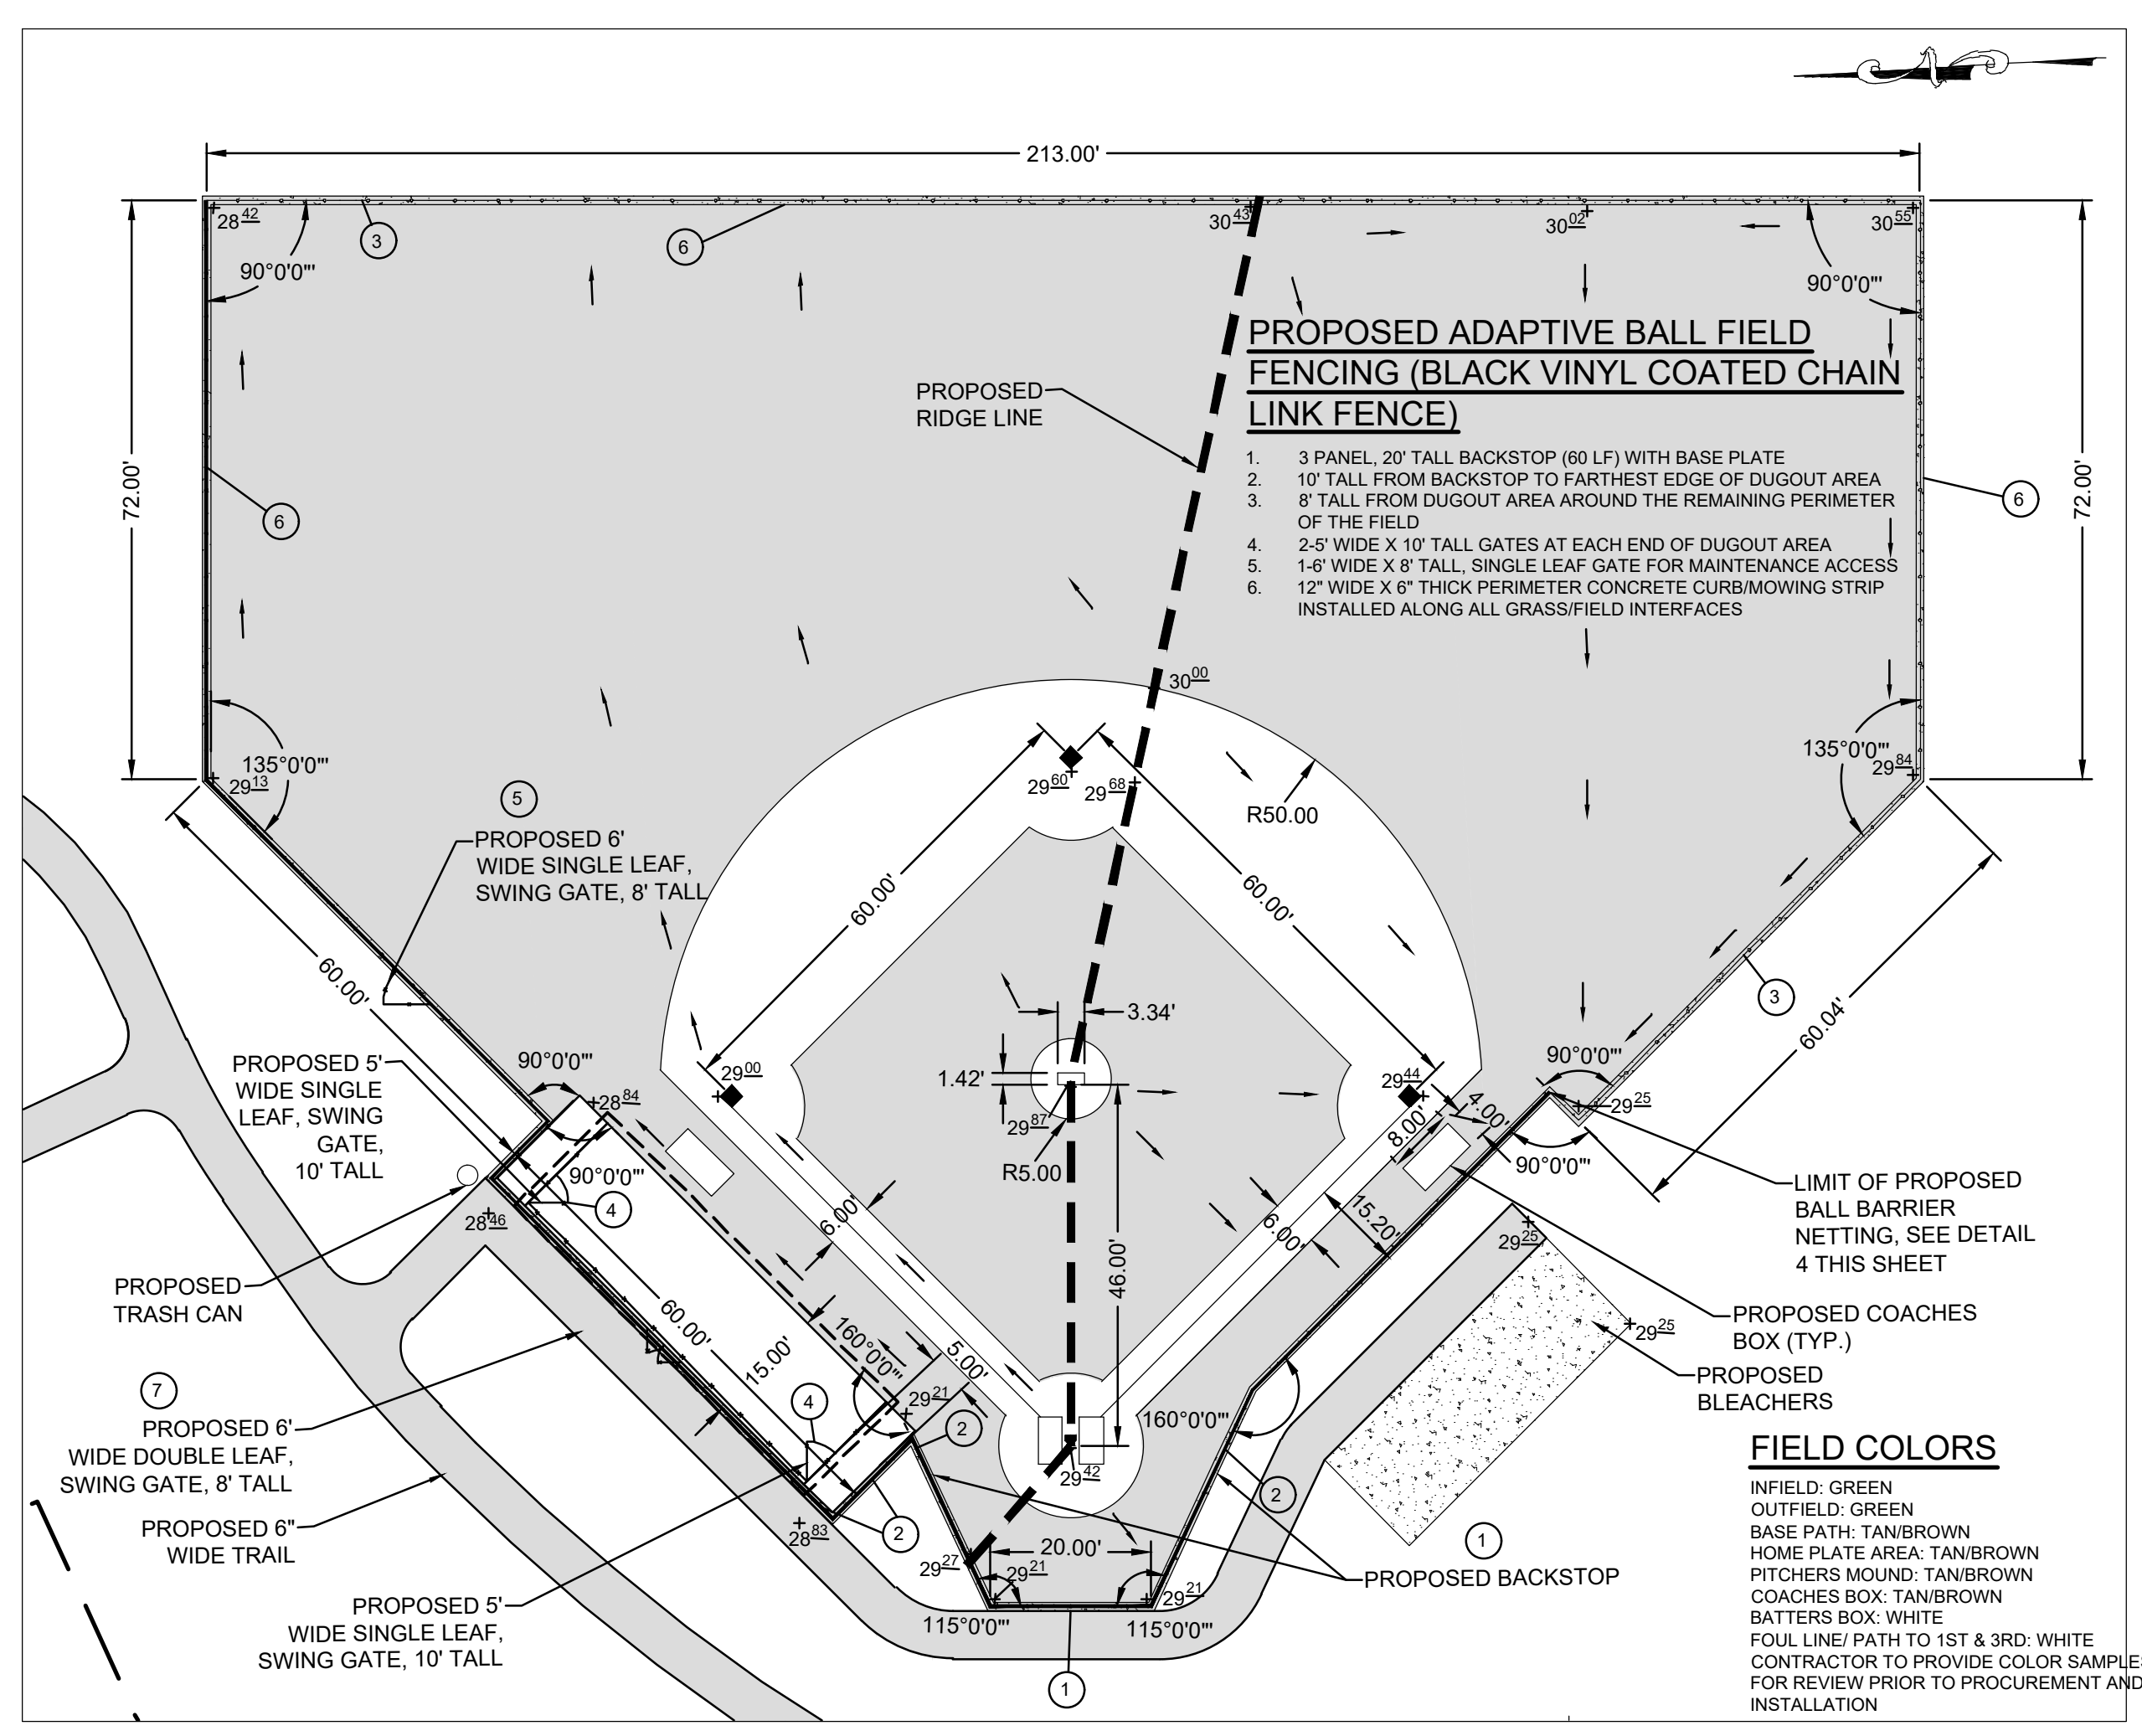 N
213.00'
28 42
3
6
30 43
30 02
30 55
90°0'0"'
90°0'0"'
PROPOSED ADAPTIVE BALL FIELD
FENCING (BLACK VINYL COATED CHAIN
LINK FENCE)
1. 3 PANEL, 20' TALL BACKSTOP (60 LF) WITH BASE PLATE
2. 10' TALL FROM BACKSTOP TO FARTHEST EDGE OF DUGOUT AREA
3. 8' TALL FROM DUGOUT AREA AROUND THE REMAINING PERIMETER
OF THE FIELD
4. 2-5' WIDE X 10' TALL GATES AT EACH END OF DUGOUT AREA
5. 1-6' WIDE X 8' TALL, SINGLE LEAF GATE FOR MAINTENANCE ACCESS
6. 12" WIDE X 6" THICK PERIMETER CONCRETE CURB/MOWING STRIP
INSTALLED ALONG ALL GRASS/FIELD INTERFACES
PROPOSED
RIDGE LINE
72.00'
6
6
72.00'
30 00
135°0'0"'
29 13
135°0'0"'
29 84
29 60
29 68
R50.00
5
PROPOSED 6'
WIDE SINGLE LEAF,
SWING GATE, 8' TALL
60.00'
60.00'
60.00'
3
60.04'
3.34'
1.42'
PROPOSED 5'
WIDE SINGLE
LEAF, SWING
GATE,
10' TALL
90°0'0"'
28 84
29 00
29 87
R5.00
29 44
8.00'
4.00'
90°0'0"'
29 25
90°0'0"'
90°0'0"'
4
28 46
6.00'
6.00'
15.20'
46.00'
29 25
LIMIT OF PROPOSED
BALL BARRIER
NETTING, SEE DETAIL
4 THIS SHEET
PROPOSED
TRASH CAN
60.00'
15.00'
160°0'0"'
5.00'
29 25
PROPOSED COACHES
BOX (TYP.)
PROPOSED
BLEACHERS
7
PROPOSED 6'
WIDE DOUBLE LEAF,
SWING GATE, 8' TALL
4
29 21
2
160°0'0"'
29 42
2
PROPOSED 6"
WIDE TRAIL
28 83
2
29 27
29 21
20.00'
29 21
1
PROPOSED BACKSTOP
PROPOSED 5'
WIDE SINGLE LEAF,
SWING GATE, 10' TALL
115°0'0"'
115°0'0"'
1
FIELD COLORS
INFIELD: GREEN
OUTFIELD: GREEN
BASE PATH: TAN/BROWN
HOME PLATE AREA: TAN/BROWN
PITCHERS MOUND: TAN/BROWN
COACHES BOX: TAN/BROWN
BATTERS BOX: WHITE
FOUL LINE/ PATH TO 1ST & 3RD: WHITE
CONTRACTOR TO PROVIDE COLOR SAMPLES
FOR REVIEW PRIOR TO PROCUREMENT AND
INSTALLATION